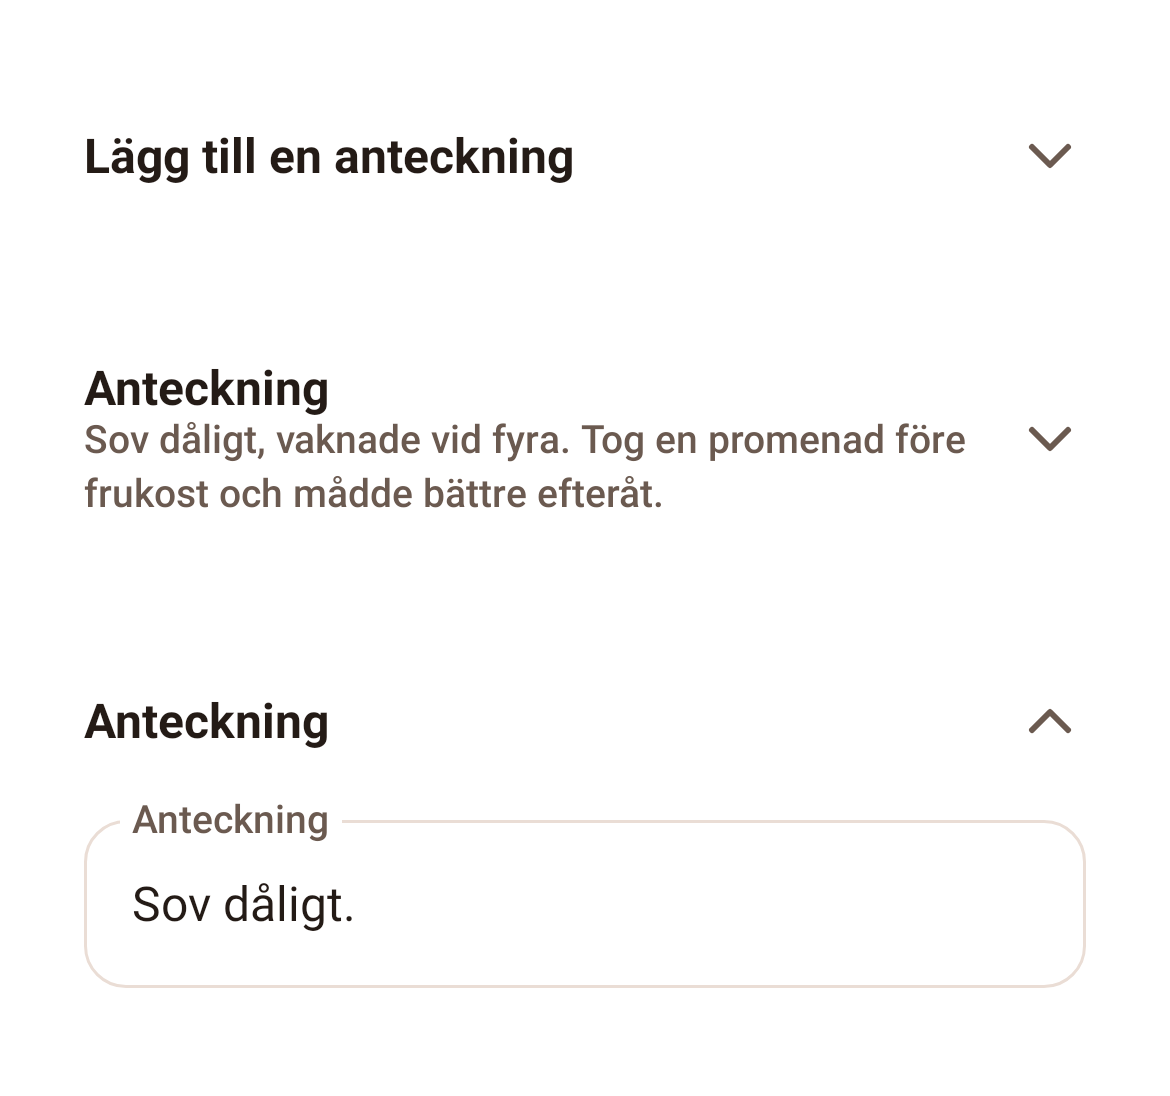 Lägg till en anteckning
Anteckning
Sov dåligt, vaknade vid fyra. Tog en promenad före
frukost och mådde bättre efteråt.
Anteckning
Anteckning
Sov dåligt.